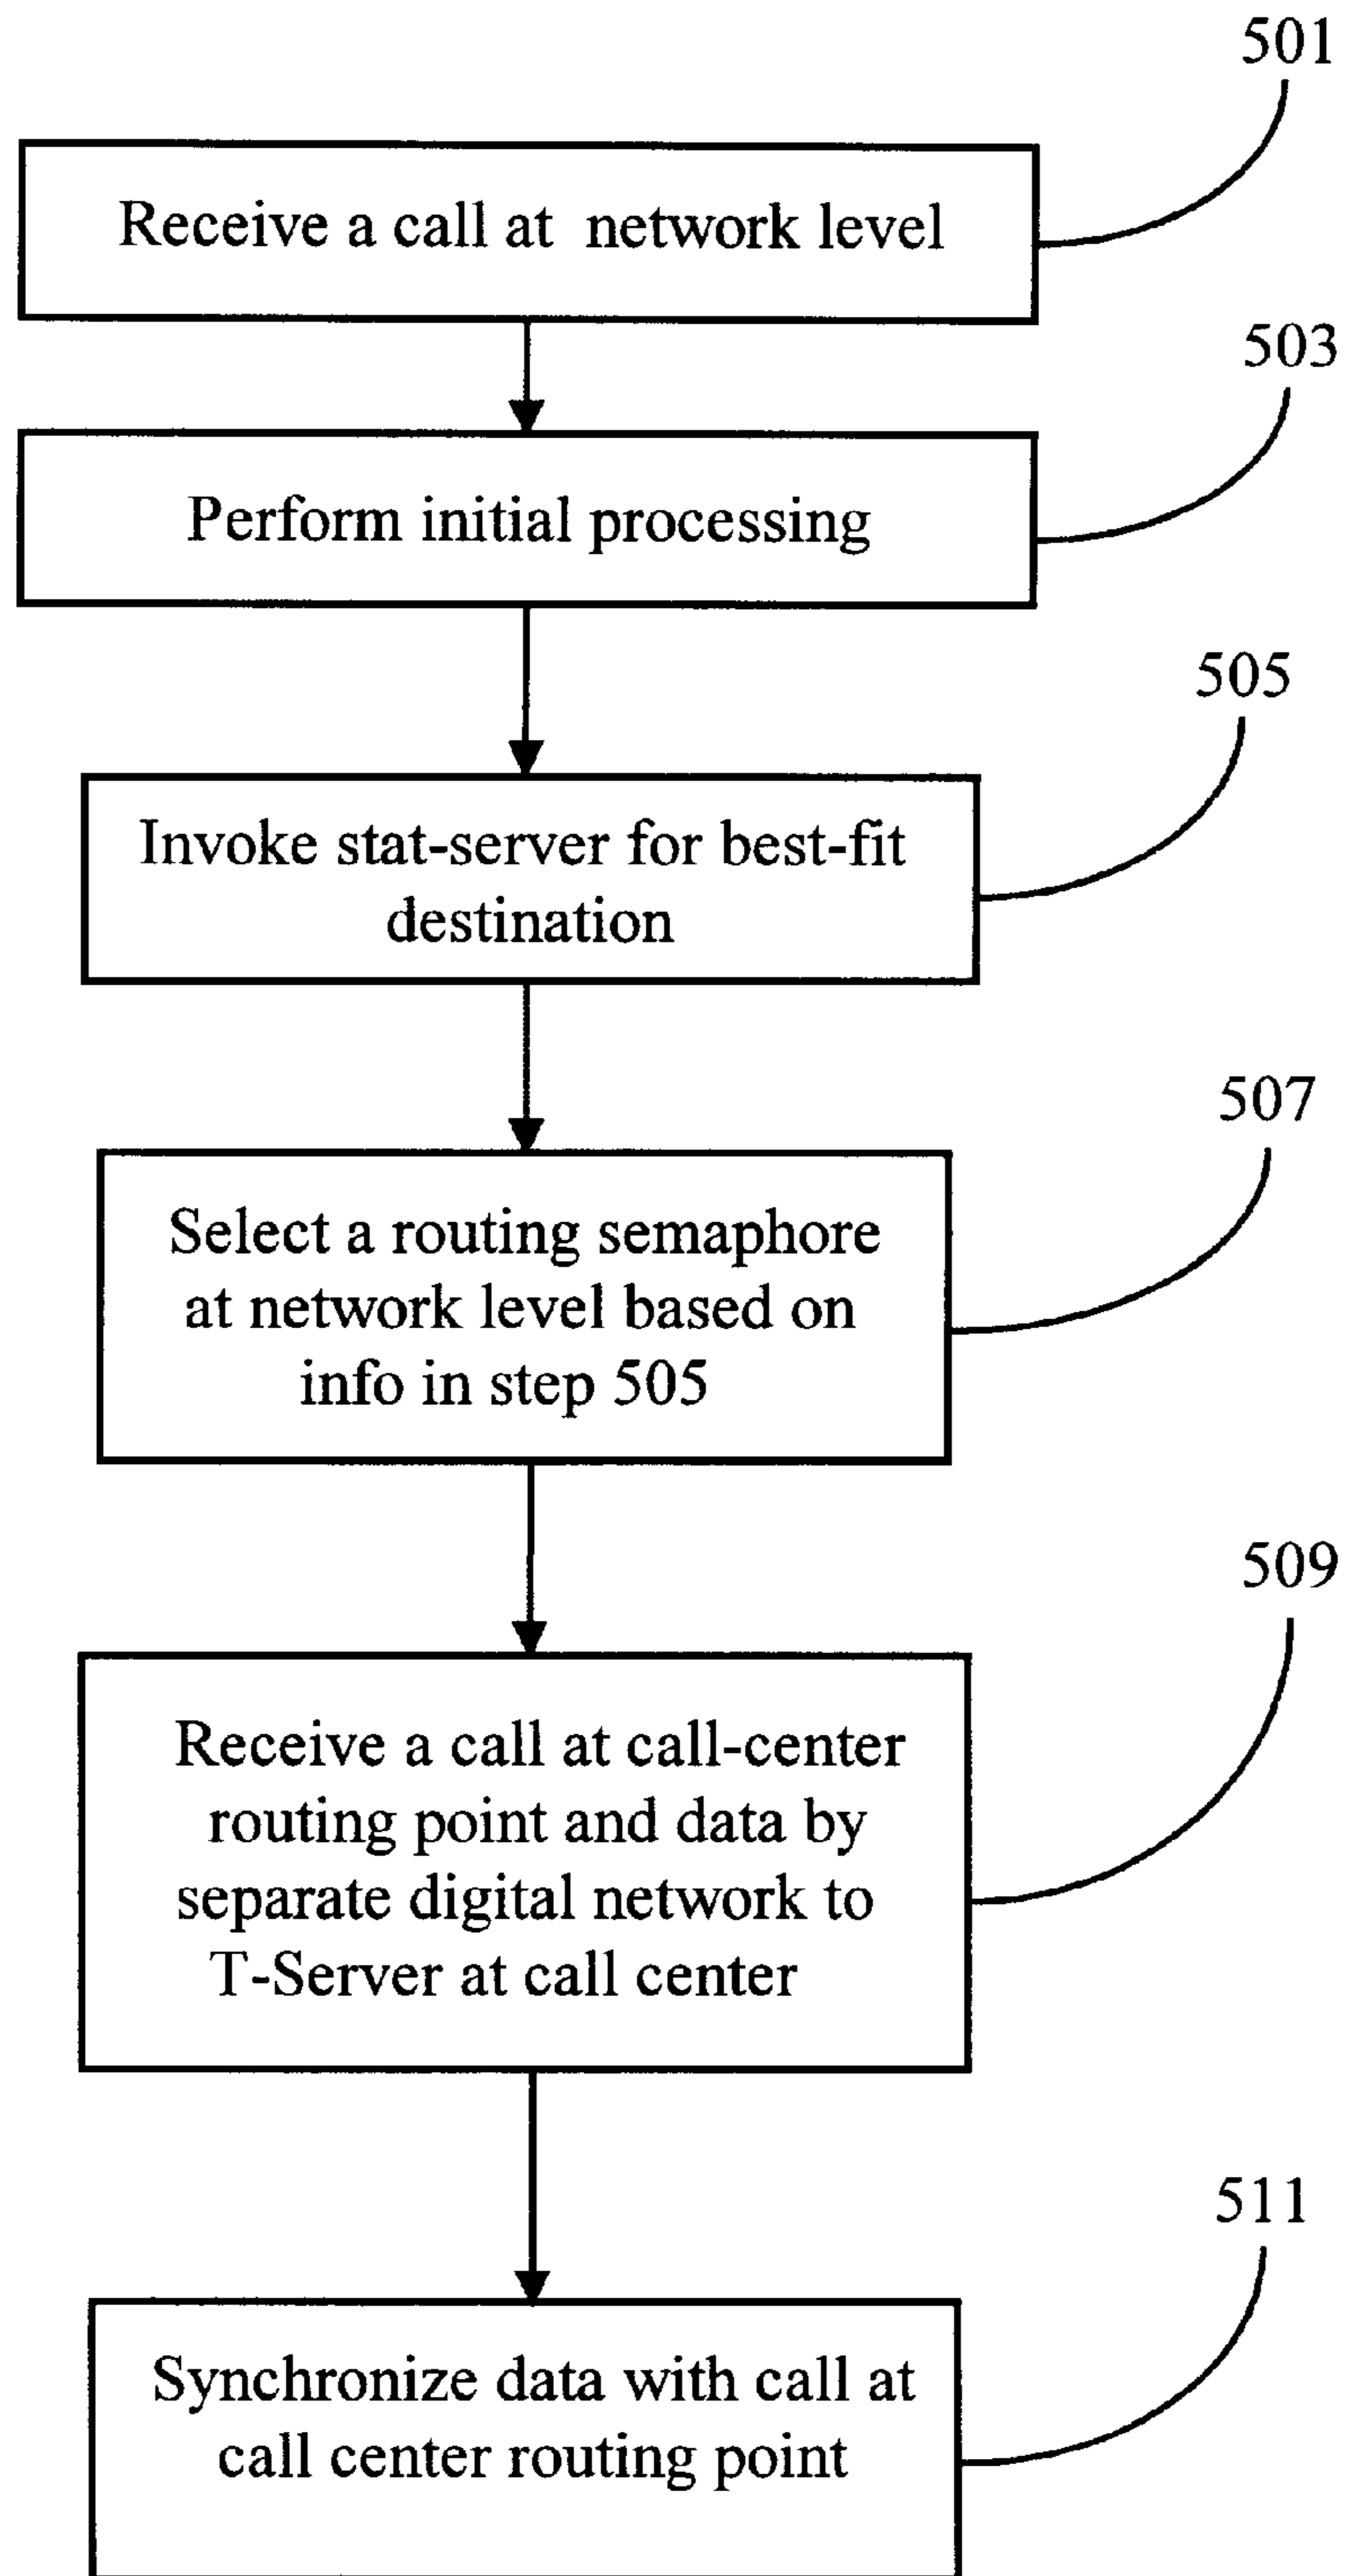 501
Receive a call at network level
503
Perform initial processing
505
Invoke stat-server for best-fit
destination
507
Select a routing semaphore
at network level based on
info in step 505
509
Receive a call at call-center
routing point and data by
separate digital network to
T-Server at call center
511
Synchronize data with call at
call center routing point